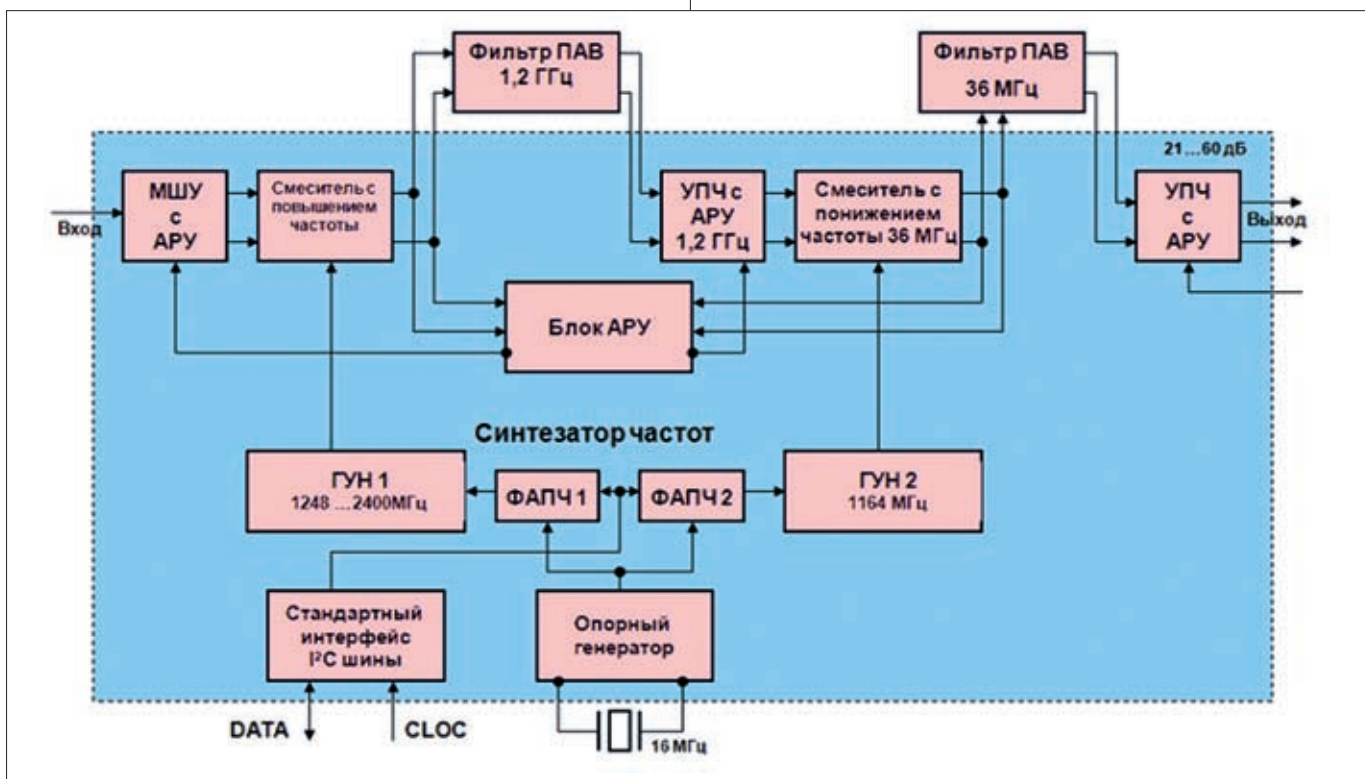 Фильтр ПАВ
1,2 ГГц
Фильтр ПАВ
36 МГц
21...60 дБ
Вход
МШУ
с
АРУ
Смеситель с
повышением
частоты
УПЧ с
АРУ
1,2 ГГц
Смеситель с
понижением
частоты 36 МГц
УПЧ
с
АРУ
Выход
Блок АРУ
Синтезатор частот
ГУН 1
1248 ...2400МГц
ФАПЧ 1
ФАПЧ 2
ГУН 2
1164 МГц
Стандартный
интерфейс
I²C шины
Опорный
генератор
DATA
CLOC
16 МГц